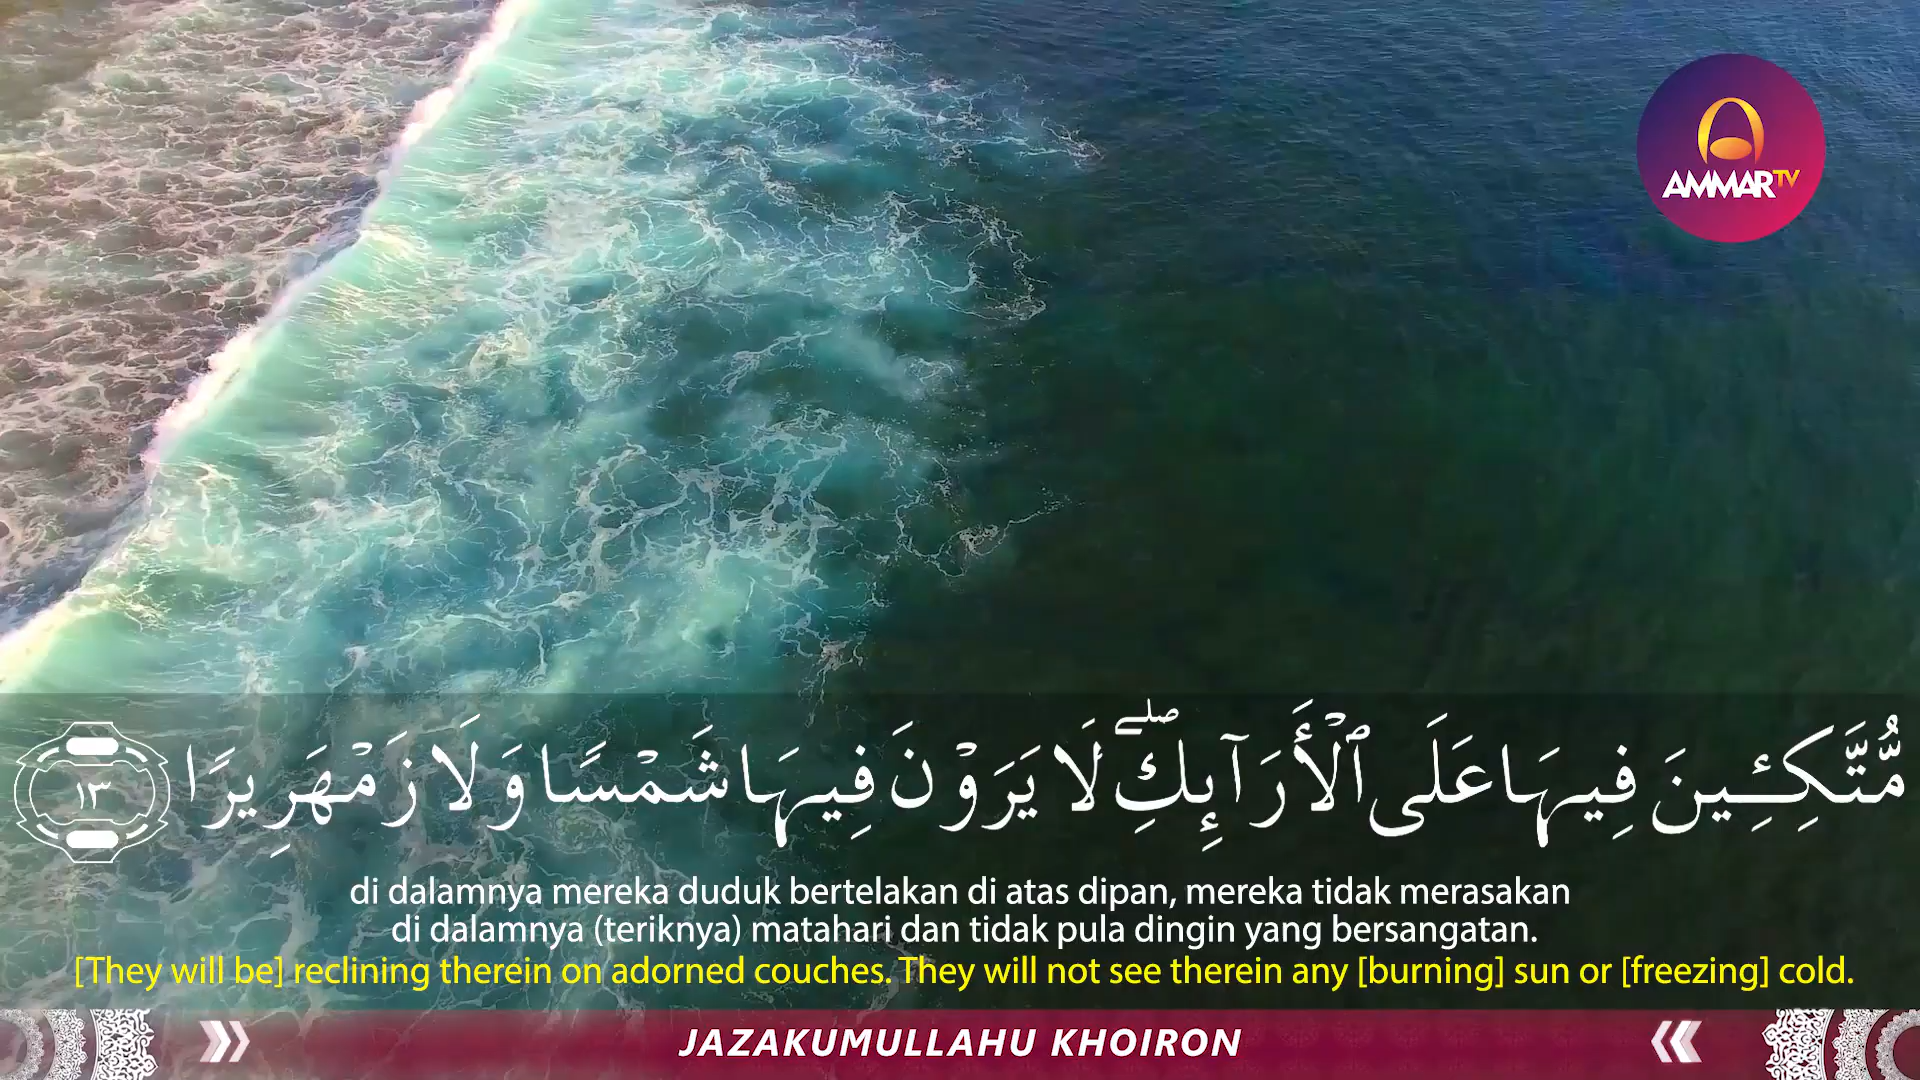 AMMARTV
مُّتَّكِـِٔينَ فِيهَا عَلَى ٱلْأَرَآئِكِ ۖ لَا يَرَوْنَ فِيهَا شَمْسًا وَلَا زَمْهَرِيرًا ١٣
di dalamnya mereka duduk bertelakan di atas dipan, mereka tidak merasakan
di dalamnya (teriknya) matahari dan tidak pula dingin yang bersangatan.
[They will be] reclining therein on adorned couches. They will not see therein any [burning] sun or [freezing] cold.
JAZAKUMULLAHU KHOIRON